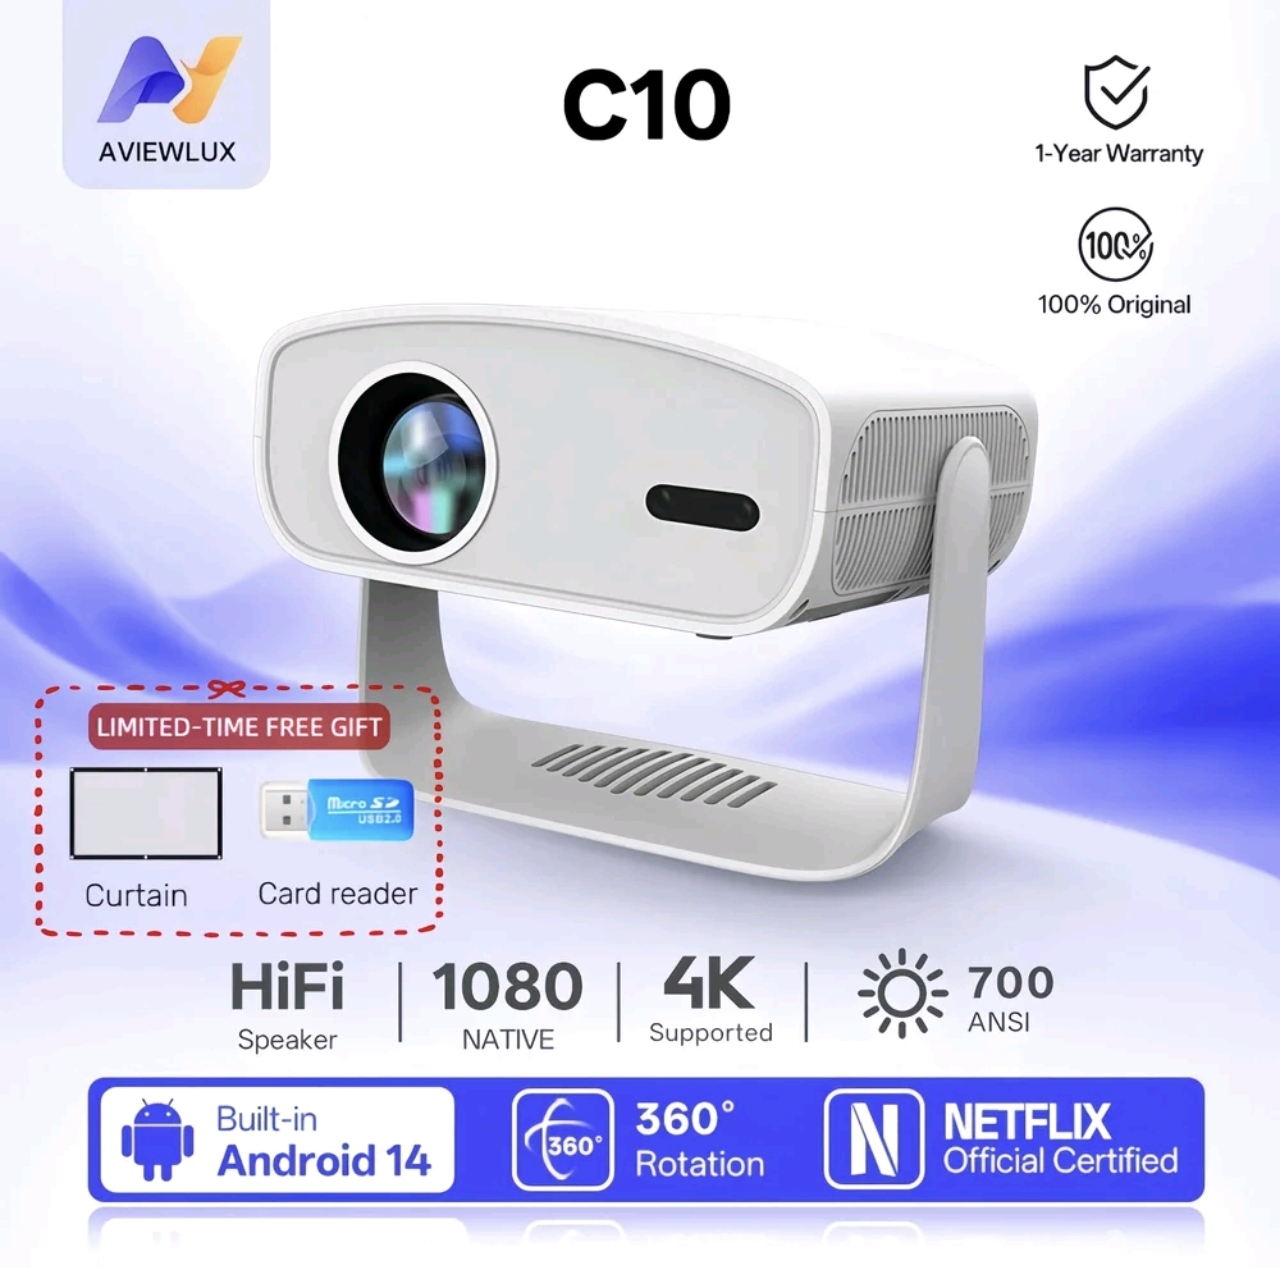 AVIEWLUX
C10
1-Year Warranty
100%
100% Original
LIMITED-TIME FREE GIFT
Micro SD
USB2.0
Curtain
Card reader
HiFi
Speaker
1080
NATIVE
4K
Supported
700
ANSI
Built-in
Android 14
360°
360°
Rotation
N
NETFLIX
Official Certified